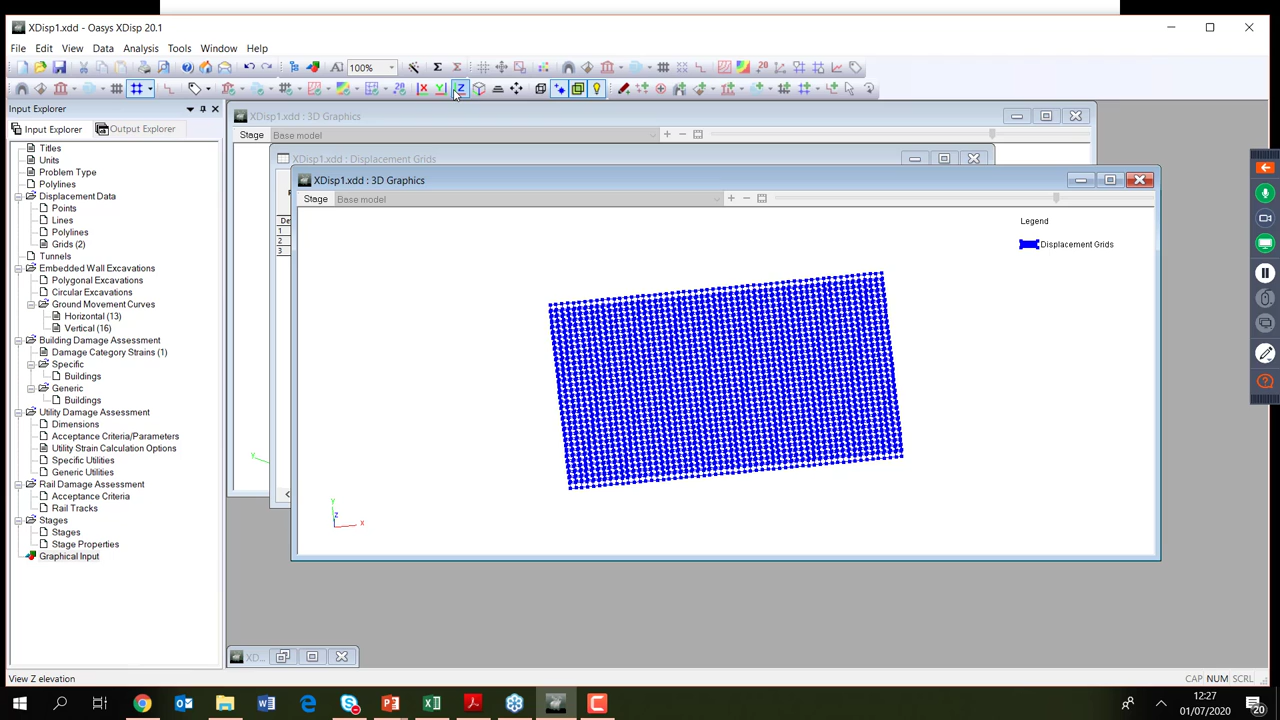 XDisp1.xdd - Oasys XDisp 20.1
File Edit View Data Analysis Tools Window Help
100%
X Y Z
Input Explorer
Input Explorer Output Explorer
Titles
Units
Problem Type
Polylines
Displacement Data
Points
Lines
Polylines
Grids (2)
Tunnels
Embedded Wall Excavations
Polygonal Excavations
Circular Excavations
Ground Movement Curves
Horizontal (13)
Vertical (16)
Building Damage Assessment
Damage Category Strains (1)
Specific
Buildings
Generic
Buildings
Utility Damage Assessment
Dimensions
Acceptance Criteria/Parameters
Utility Strain Calculation Options
Specific Utilities
Generic Utilities
Rail Damage Assessment
Acceptance Criteria
Rail Tracks
Stages
Stages
Stage Properties
Graphical Input
XDisp1.xdd : 3D Graphics
Stage Base model
XDisp1.xdd : Displacement Grids
De
1
2
3
Y
XDisp1.xdd : 3D Graphics
Stage Base model
Legend
Displacement Grids
Y
Z
X
XD...
View Z elevation
CAP NUM SCRL
12:27
01/07/2020
20